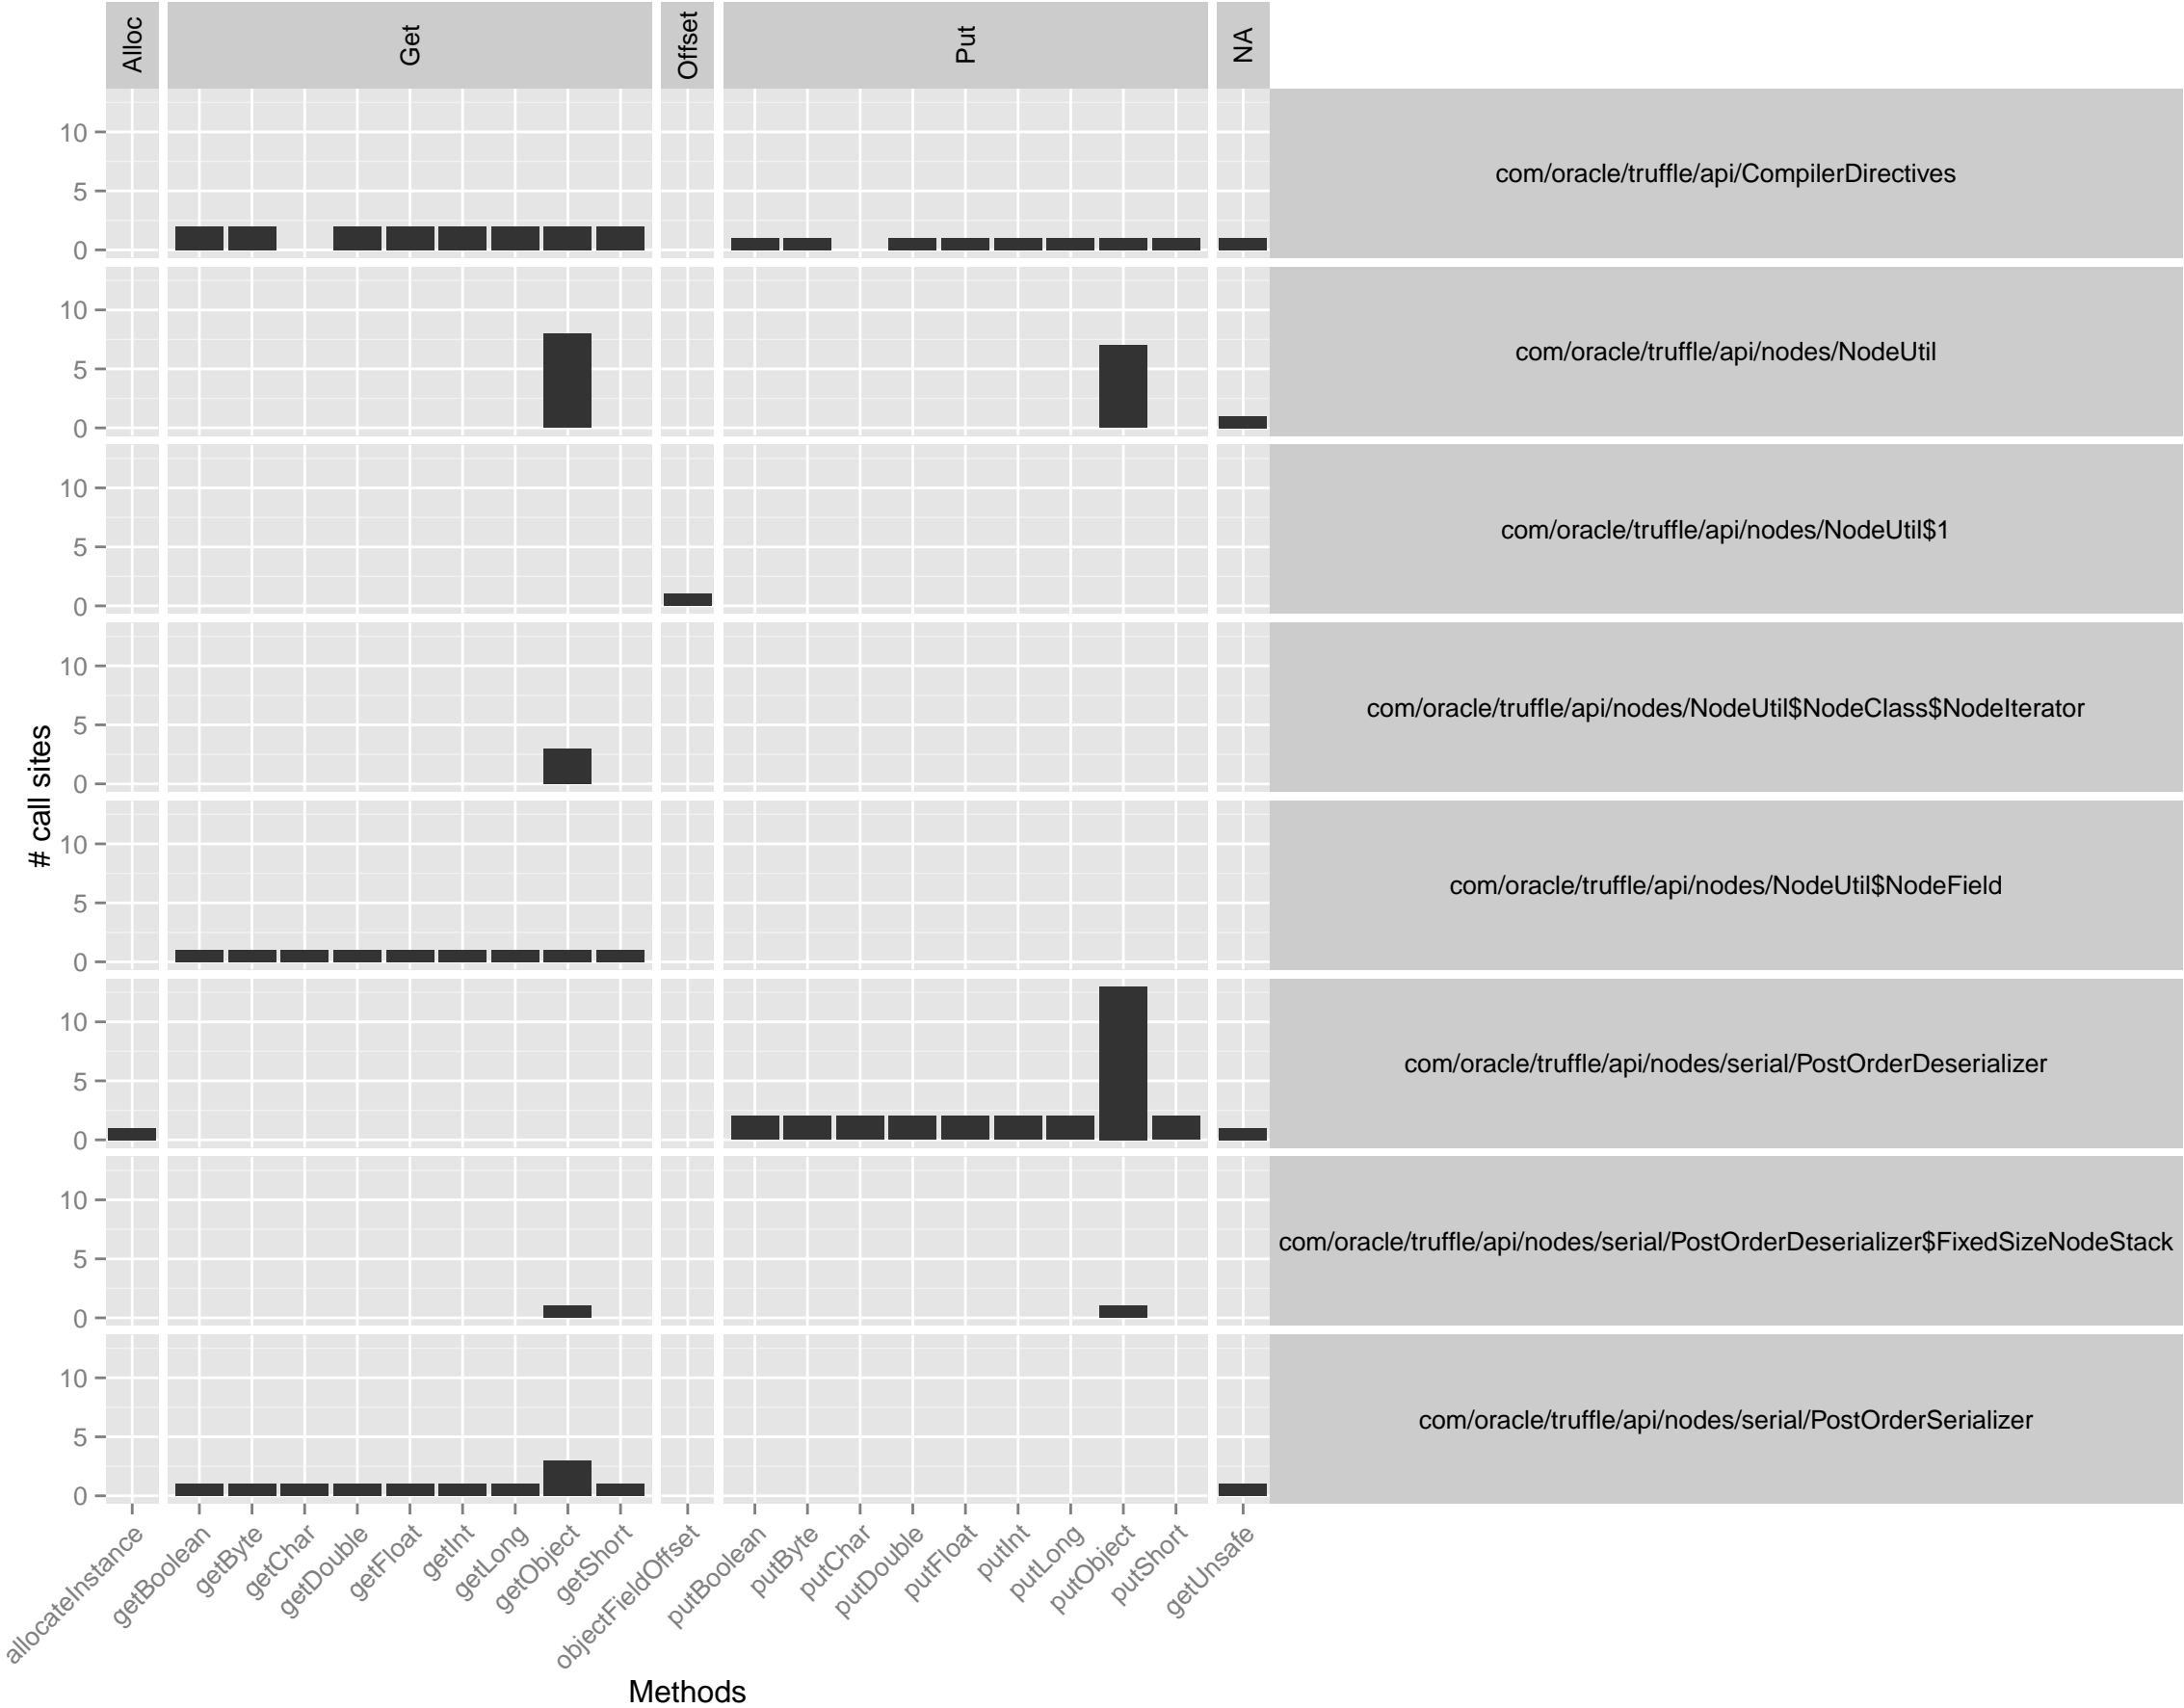 Alloc
Get
Offset
Put
NA
# call sites
10
5
0
com/oracle/truffle/api/CompilerDirectives
10
5
0
com/oracle/truffle/api/nodes/NodeUtil
10
5
0
com/oracle/truffle/api/nodes/NodeUtil$1
10
5
0
com/oracle/truffle/api/nodes/NodeUtil$NodeClass$NodeIterator
10
5
0
com/oracle/truffle/api/nodes/NodeUtil$NodeField
10
5
0
com/oracle/truffle/api/nodes/serial/PostOrderDeserializer
10
5
0
com/oracle/truffle/api/nodes/serial/PostOrderDeserializer$FixedSizeNodeStack
10
5
0
com/oracle/truffle/api/nodes/serial/PostOrderSerializer
allocateInstance
getBoolean
getByte
getChar
getDouble
getFloat
getInt
getLong
getObject
getShort
objectFieldOffset
putBoolean
putByte
putChar
putDouble
putFloat
putInt
putLong
putObject
putShort
getUnsafe
Methods